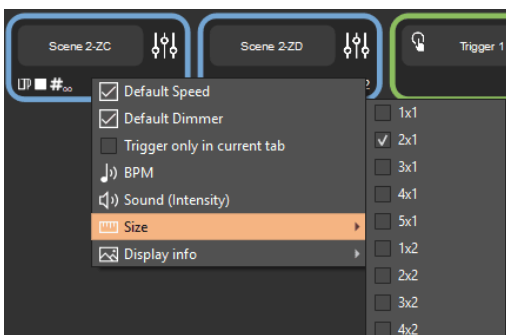 Scene 2-ZC
Scene 2-ZD
Trigger 1
#∞
2
Default Speed
Default Dimmer
Trigger only in current tab
BPM
Sound (Intensity)
Size
Display info
1x1
2x1
3x1
4x1
5x1
1x2
2x2
3x2
4x2